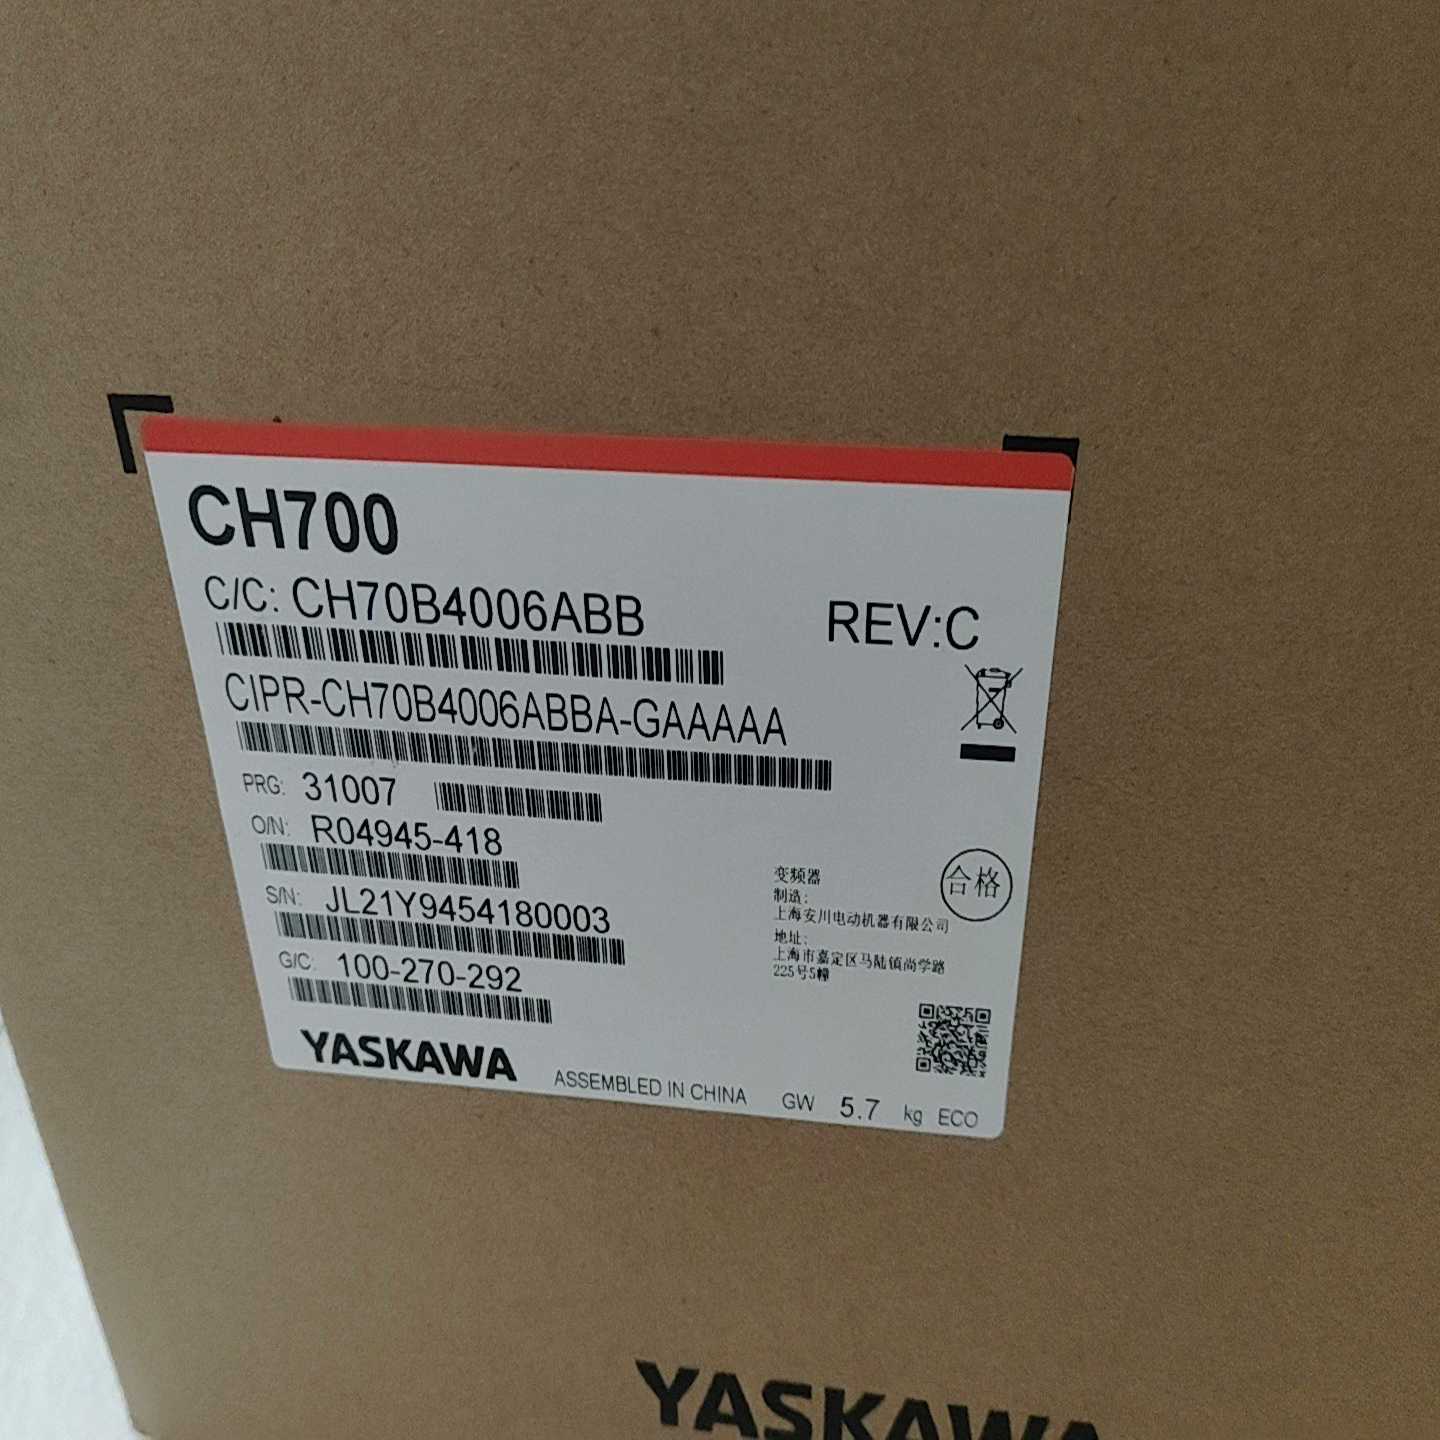 CH700
C/C: CH70B4006ABB
REV:C
CIPR-CH70B4006ABBA-GAAAAA
PRG: 31007
O/N: R04945-418
S/N: JL21Y9454180003
G/C: 100-270-292
变频器
制造:
上海安川电动机器有限公司
地址:
上海市嘉定区马陆镇尚学路
225号5幢
合格
YASKAWA
ASSEMBLED IN CHINA
GW 5.7 kg ECO
YASKAWA